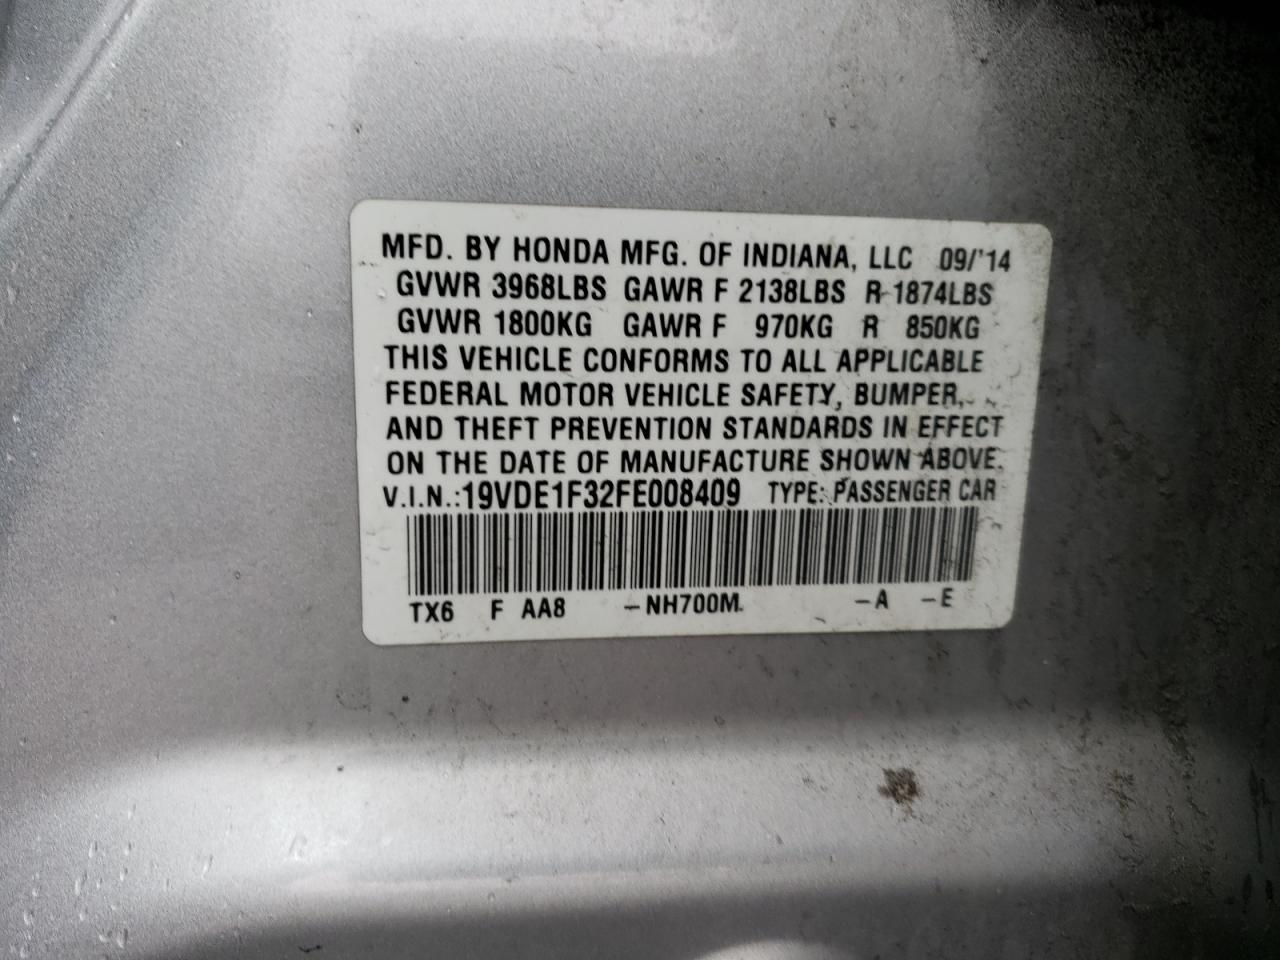 MFD. BY HONDA MFG. OF INDIANA, LLC 09/'14
GVWR 3968LBS GAWR F 2138LBS R 1874LBS
GVWR 1800KG GAWR F 970KG R 850KG
THIS VEHICLE CONFORMS TO ALL APPLICABLE
FEDERAL MOTOR VEHICLE SAFETY, BUMPER,
AND THEFT PREVENTION STANDARDS IN EFFECT
ON THE DATE OF MANUFACTURE SHOWN ABOVE.
V.I.N.:19VDE1F32FE008409 TYPE: PASSENGER CAR
TX6 F AA8 –NH700M –A –E